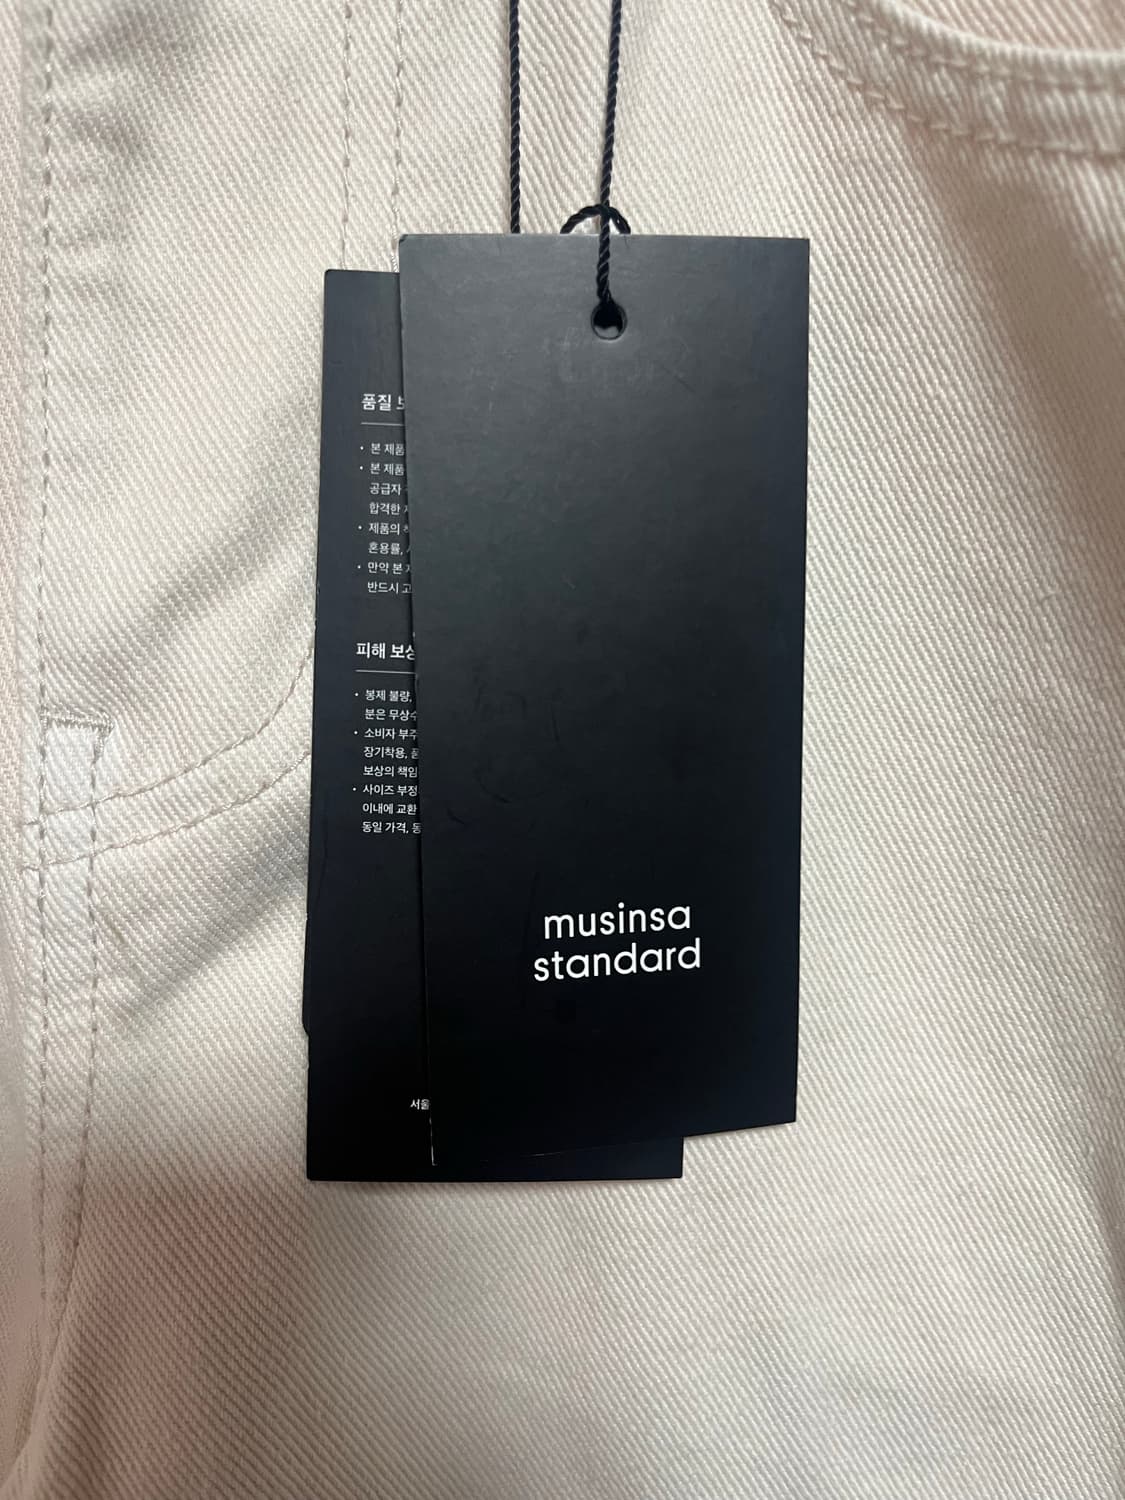 품질
본 제품
본 제품
공급자
합격한
제품의
혼용률,
만약 본
반드시
피해 보상
봉제 불량,
분은 무상수
소비자 부주
장기착용,
보상의 책임
사이즈 부정
이내에 교환
동일 가격, 동
서울
musinsa
standard